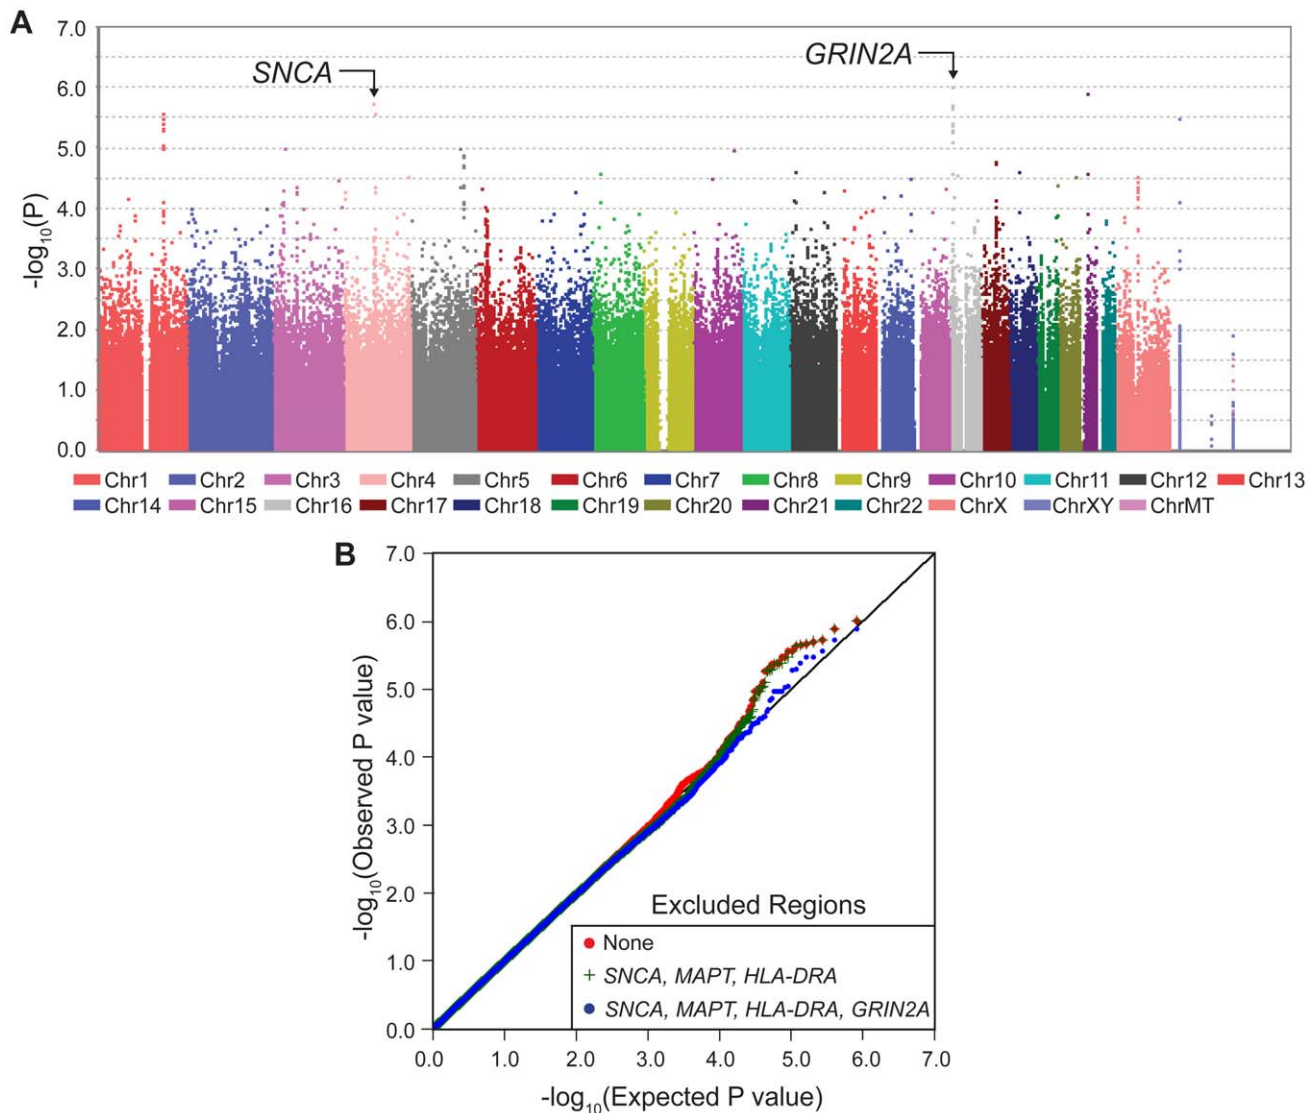 A
7.0
6.0
5.0
4.0
3.0
2.0
1.0
0.0
-log10(P)
SNCA
GRIN2A
Chr1 Chr2 Chr3 Chr4 Chr5 Chr6 Chr7 Chr8 Chr9 Chr10 Chr11 Chr12 Chr13
Chr14 Chr15 Chr16 Chr17 Chr18 Chr19 Chr20 Chr21 Chr22 ChrX ChrXY ChrMT
B
7.0
6.0
5.0
4.0
3.0
2.0
1.0
0.0
-log10(Observed P value)
Excluded Regions
None
SNCA, MAPT, HLA-DRA
SNCA, MAPT, HLA-DRA, GRIN2A
0.0 1.0 2.0 3.0 4.0 5.0 6.0 7.0
-log10(Expected P value)